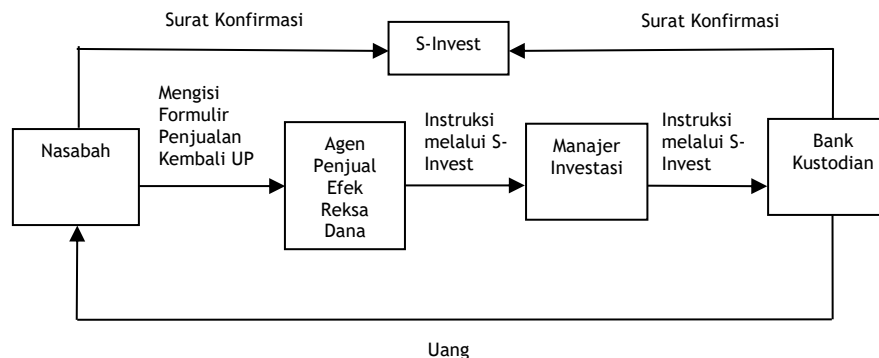 Surat Konfirmasi
Surat Konfirmasi
S-Invest
Mengisi
Formulir
Penjualan
Kembali UP
Instruksi
melalui S-
Invest
Instruksi
melalui S-
Invest
Nasabah
Agen
Penjual
Efek
Reksa
Dana
Manajer
Investasi
Bank
Kustodian
Uang